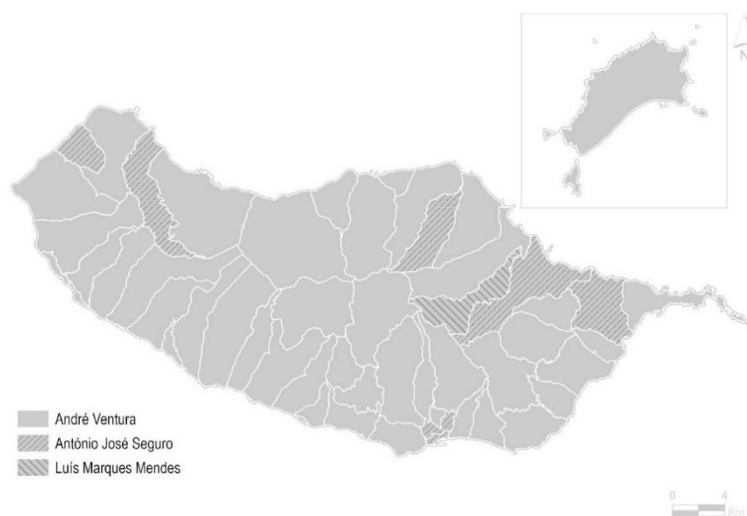 N
André Ventura
António José Seguro
Luís Marques Mendes
0 4
Km